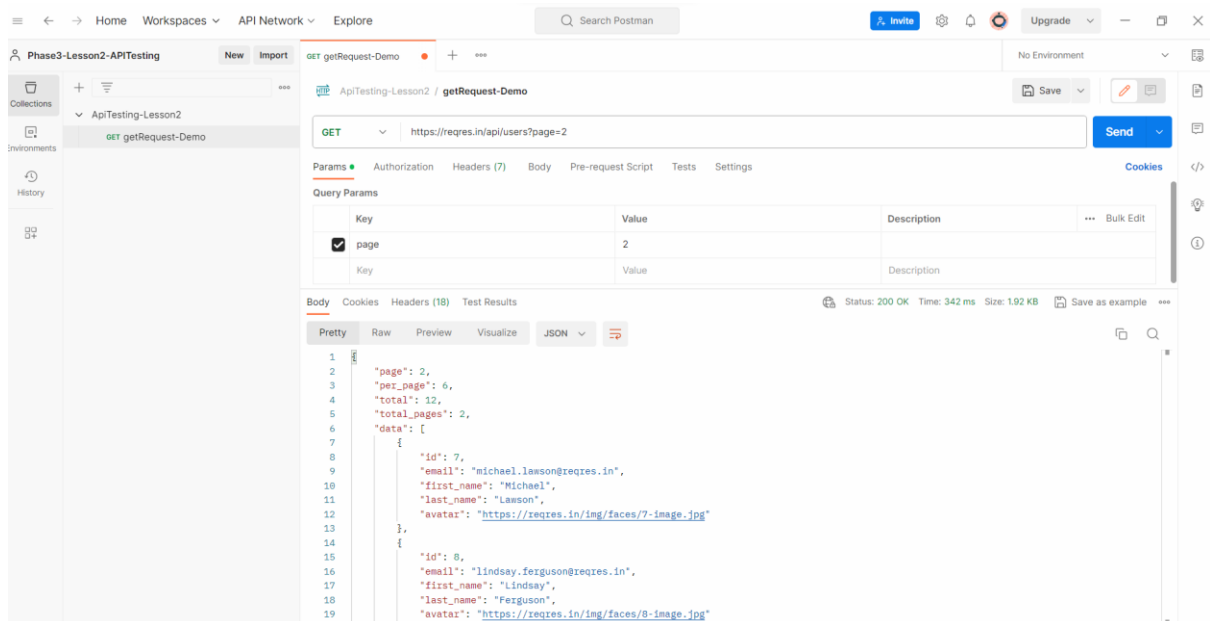 Home Workspaces API Network Explore Search Postman Invite Upgrade
Phase3-Lesson2-APITesting New Import GET getRequest-Demo No Environment
Collections
ApiTesting-Lesson2 / getRequest-Demo Save
ApiTesting-Lesson2
GET getRequest-Demo
Environments
History
GET https://reqres.in/api/users?page=2 Send
Params Authorization Headers (7) Body Pre-request Script Tests Settings Cookies
Query Params
Key Value Description Bulk Edit
page 2
Key Value Description
Body Cookies Headers (18) Test Results Status: 200 OK Time: 342 ms Size: 1.92 KB Save as example
Pretty Raw Preview Visualize JSON
1 {
2 "page": 2,
3 "per_page": 6,
4 "total": 12,
5 "total_pages": 2,
6 "data": [
7 {
8 "id": 7,
9 "email": "michael.lawson@reqres.in",
10 "first_name": "Michael",
11 "last_name": "Lawson",
12 "avatar": "https://reqres.in/img/faces/7-image.jpg"
13 },
14 {
15 "id": 8,
16 "email": "lindsay.ferguson@reqres.in",
17 "first_name": "Lindsay",
18 "last_name": "Ferguson",
19 "avatar": "https://reqres.in/img/faces/8-image.jpg"